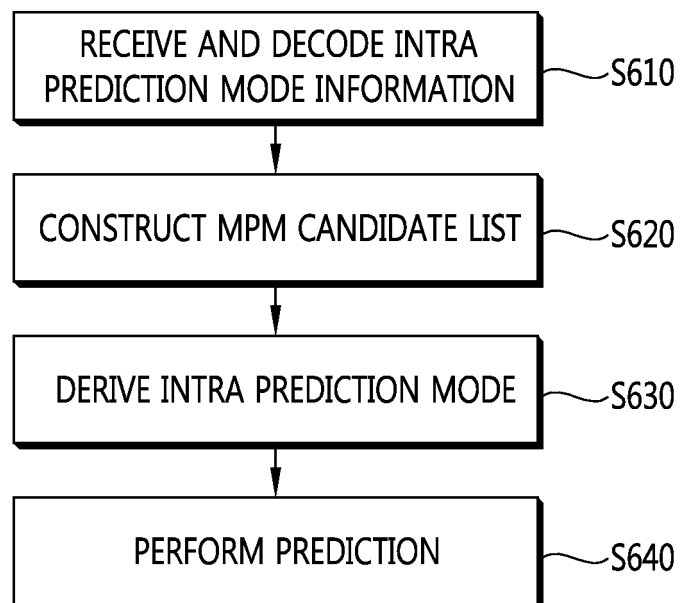 RECEIVE AND DECODE INTRA
PREDICTION MODE INFORMATION
S610
CONSTRUCT MPM CANDIDATE LIST
S620
DERIVE INTRA PREDICTION MODE
S630
PERFORM PREDICTION
S640